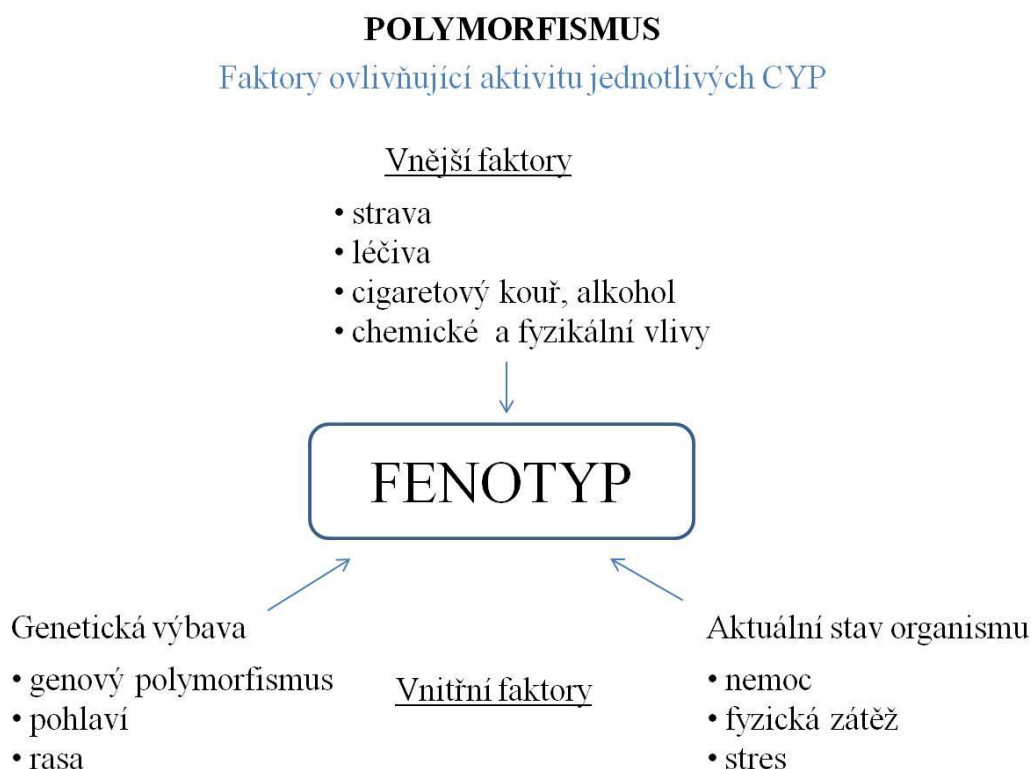 POLYMORFISMUS
Faktory ovlivňující aktivitu jednotlivých CYP
Vnější faktory
• strava
• léčiva
• cigaretový kouř, alkohol
• chemické a fyzikální vlivy
FENOTYP
Genetická výbava
• genový polymorfismus
• pohlaví
• rasa
Vnitřní faktory
Aktuální stav organismu
• nemoc
• fyzická zátěž
• stres